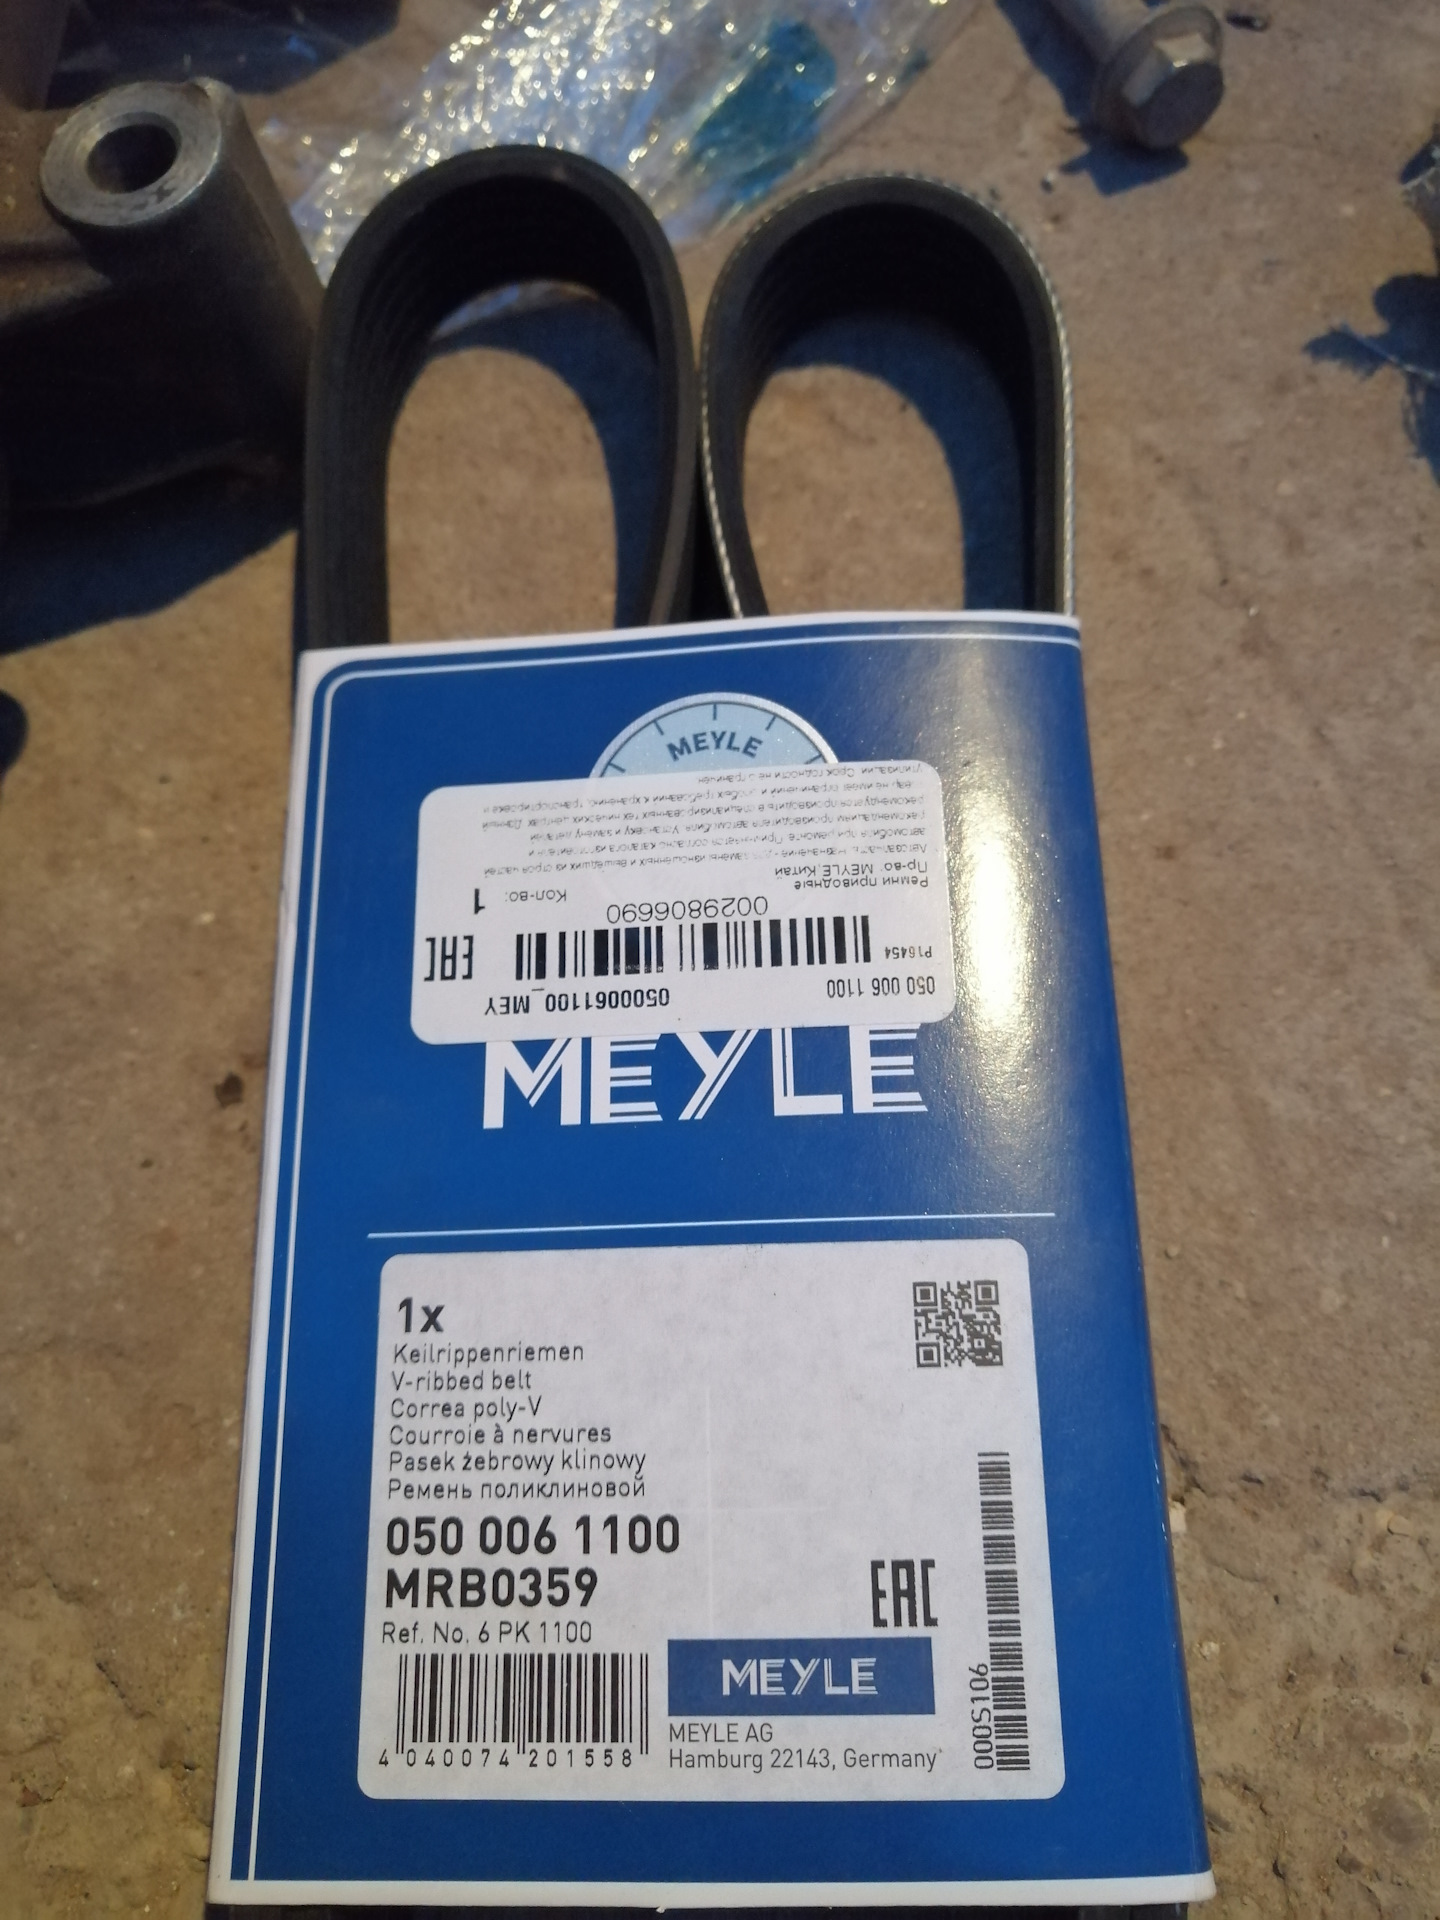 MEYLE
050 006 1100
0500061100_MEY
P16454
0029806690
EAC
Ремни приводные
Кол-во: 1
Пр-во: MEYLE,Китай
MEYLE
1x
Keilrippenriemen
V-ribbed belt
Correa poly-V
Courroie à nervures
Pasek żebrowy klinowy
Ремень поликлиновой
050 006 1100
MRB0359
EAC
Ref. No. 6 PK 1100
MEYLE
4 040074 201558
MEYLE AG
Hamburg 22143, Germany
000S106